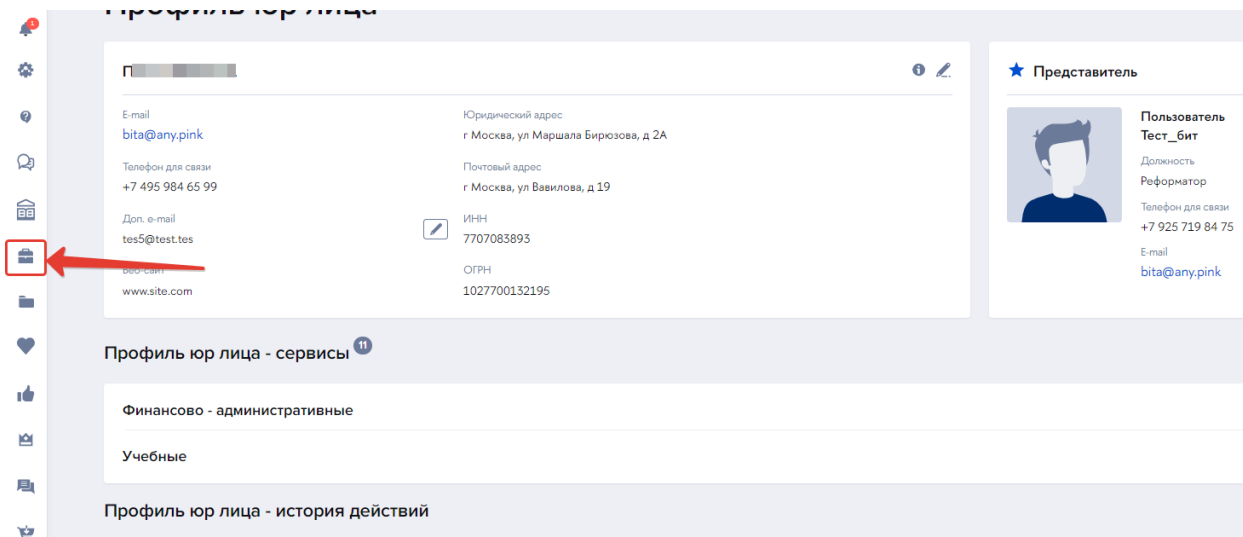 Профиль юр лица
1
П
E-mail
bita@any.pink
Телефон для связи
+7 495 984 65 99
Доп. e-mail
tes5@test.tes
Веб-сайт
www.site.com
Юридический адрес
г Москва, ул Маршала Бирюзова, д 2А
Почтовый адрес
г Москва, ул Вавилова, д 19
ИНН
7707083893
ОГРН
1027700132195
Представитель
Пользователь
Тест_бит
Должность
Реформатор
Телефон для связи
+7 925 719 84 75
E-mail
bita@any.pink
Профиль юр лица - сервисы 11
Финансово - административные
Учебные
Профиль юр лица - история действий